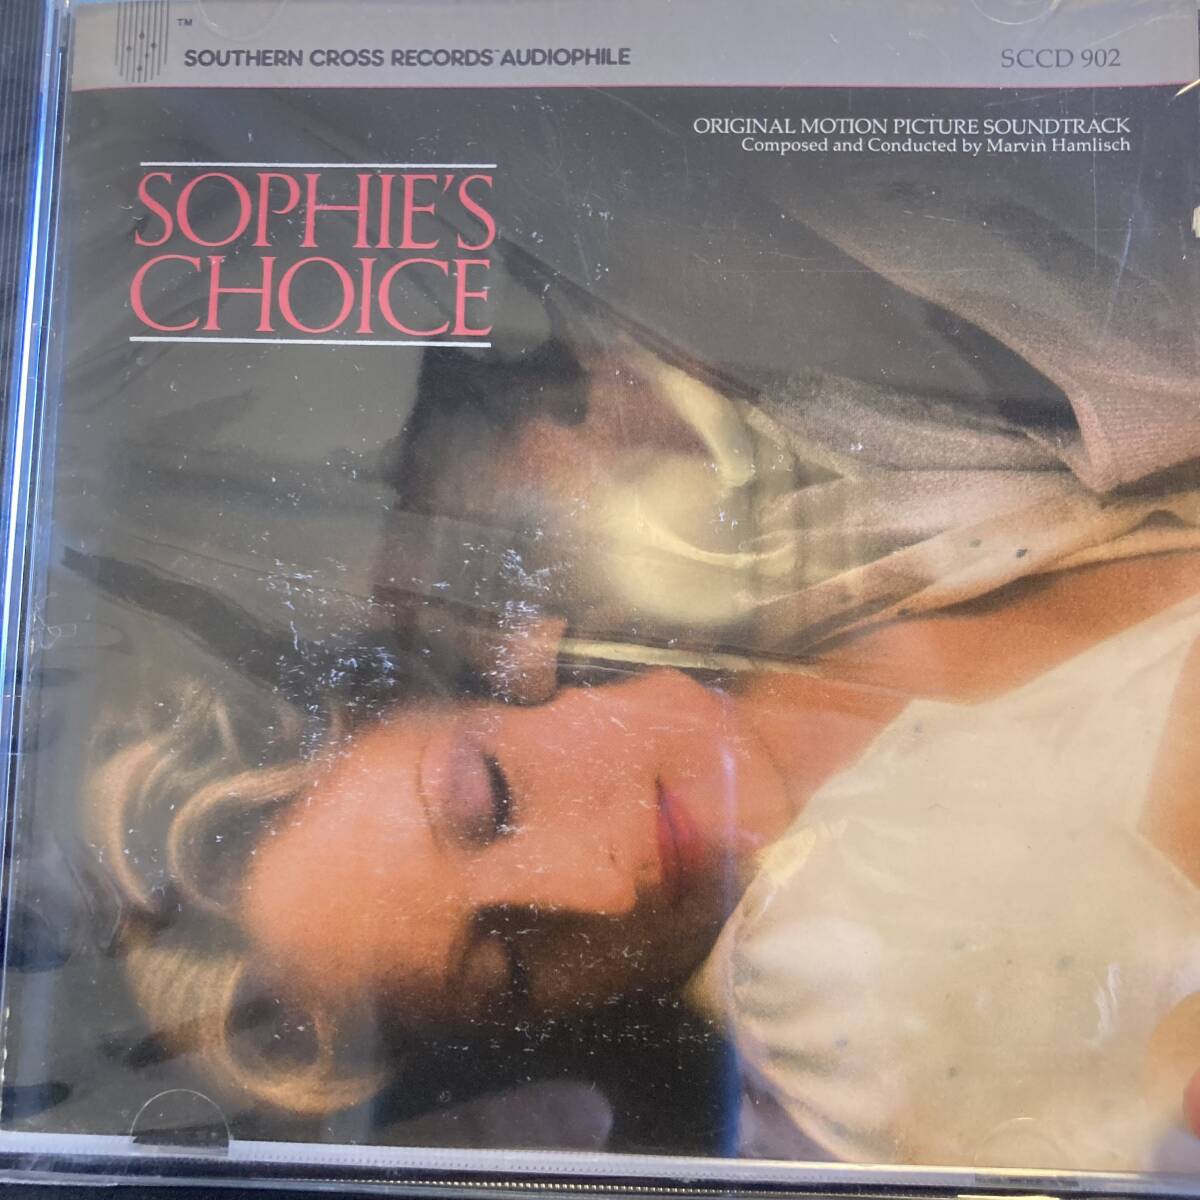 TM
SOUTHERN CROSS RECORDS™ AUDIOPHILE
SCCD 902
ORIGINAL MOTION PICTURE SOUNDTRACK
Composed and Conducted by Marvin Hamlisch
SOPHIE'S
CHOICE